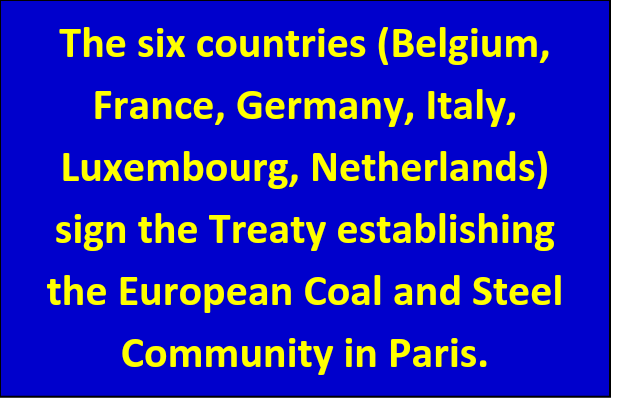 The six countries (Belgium,
France, Germany, Italy,
Luxembourg, Netherlands)
sign the Treaty establishing
the European Coal and Steel
Community in Paris.